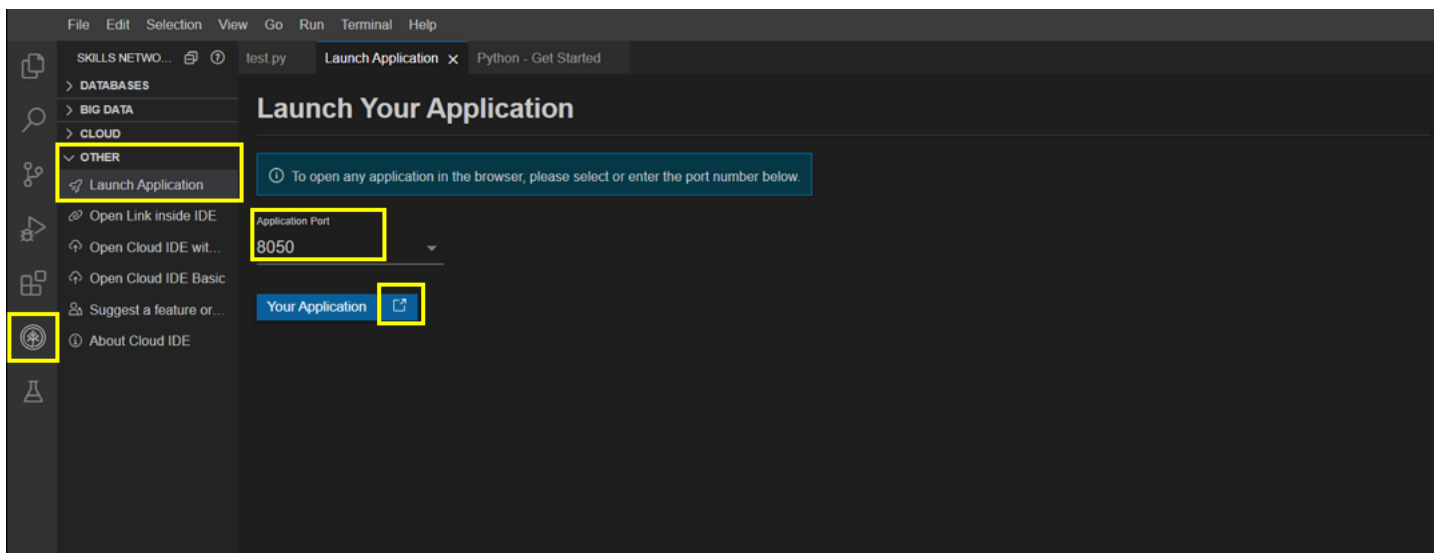 File Edit Selection View Go Run Terminal Help
SKILLS NETWO...
test.py Launch Application × Python - Get Started
> DATABASES
> BIG DATA
> CLOUD
OTHER
Launch Application
Open Link inside IDE
Open Cloud IDE wit...
Open Cloud IDE Basic
Suggest a feature or...
About Cloud IDE
Launch Your Application
To open any application in the browser, please select or enter the port number below.
Application Port
8050
Your Application